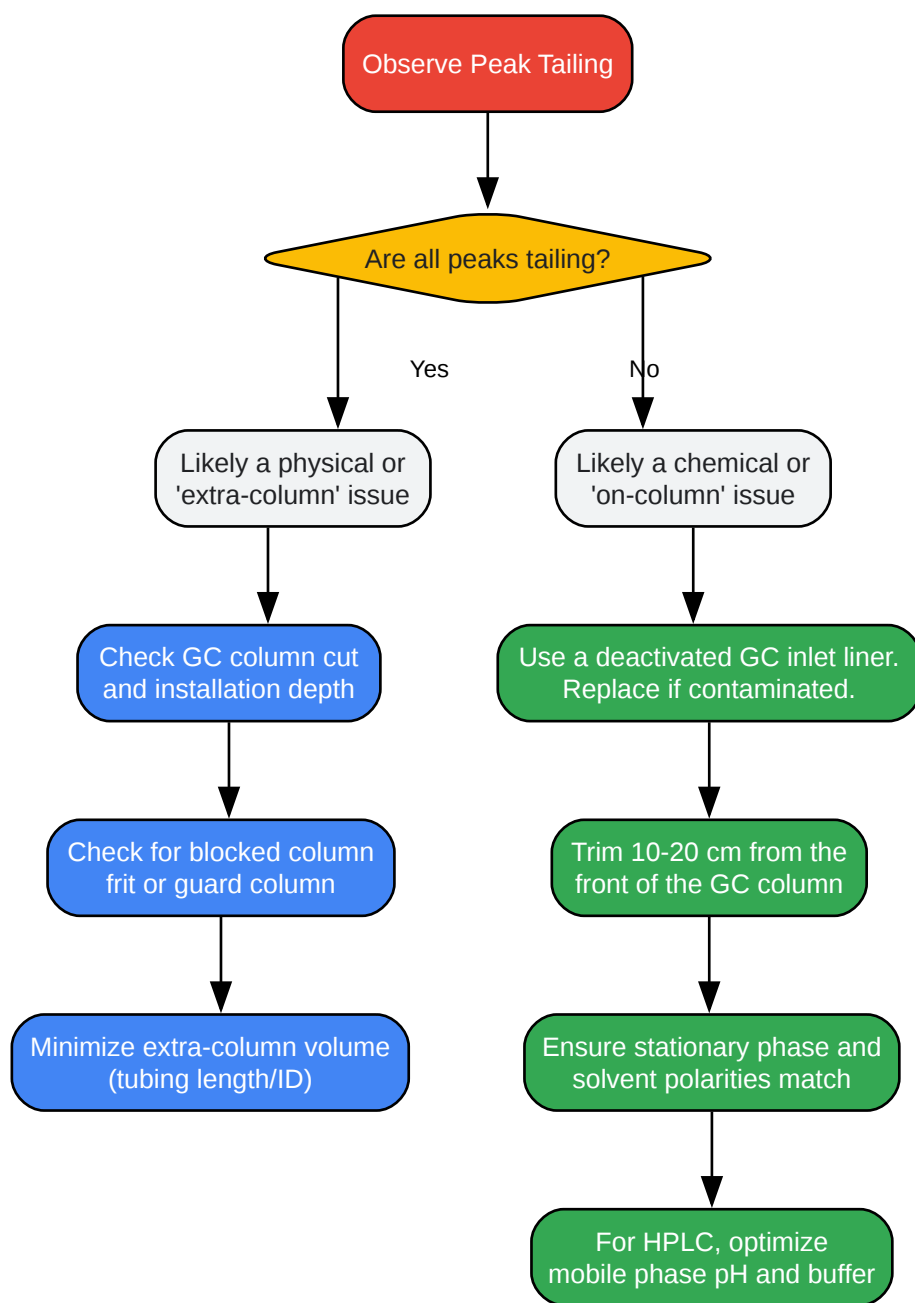 Observe Peak Tailing
Are all peaks tailing?
Yes
No
Likely a physical or
'extra-column' issue
Likely a chemical or
'on-column' issue
Check GC column cut
and installation depth
Use a deactivated GC inlet liner.
Replace if contaminated.
Check for blocked column
frit or guard column
Trim 10-20 cm from the
front of the GC column
Minimize extra-column volume
(tubing length/ID)
Ensure stationary phase and
solvent polarities match
For HPLC, optimize
mobile phase pH and buffer